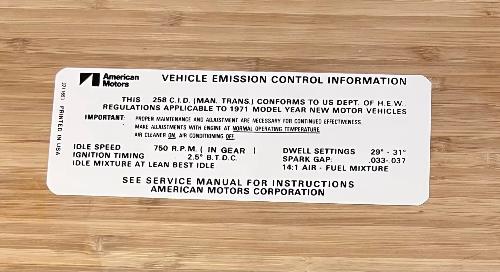 American Motors
VEHICLE EMISSION CONTROL INFORMATION
THIS 258 C.I.D. (MAN. TRANS.) CONFORMS TO US DEPT. OF H.E.W.
REGULATIONS APPLICABLE TO 1971 MODEL YEAR NEW MOTOR VEHICLES
IMPORTANT: PROPER MAINTENANCE AND ADJUSTMENT ARE NECESSARY FOR CONTINUED EFFECTIVENESS.
MAKE ADJUSTMENTS WITH ENGINE AT NORMAL OPERATING TEMPERATURE.
AIR CLEANER ON, AIR CONDITIONING OFF.
IDLE SPEED 750 R.P.M. ( IN GEAR ) DWELL SETTINGS 29° - 31°
IGNITION TIMING 2.5° B.T.D.C. SPARK GAP: .033-.037
IDLE MIXTURE AT LEAN BEST IDLE 14:1 AIR - FUEL MIXTURE
SEE SERVICE MANUAL FOR INSTRUCTIONS
AMERICAN MOTORS CORPORATION
PRINTED IN USA